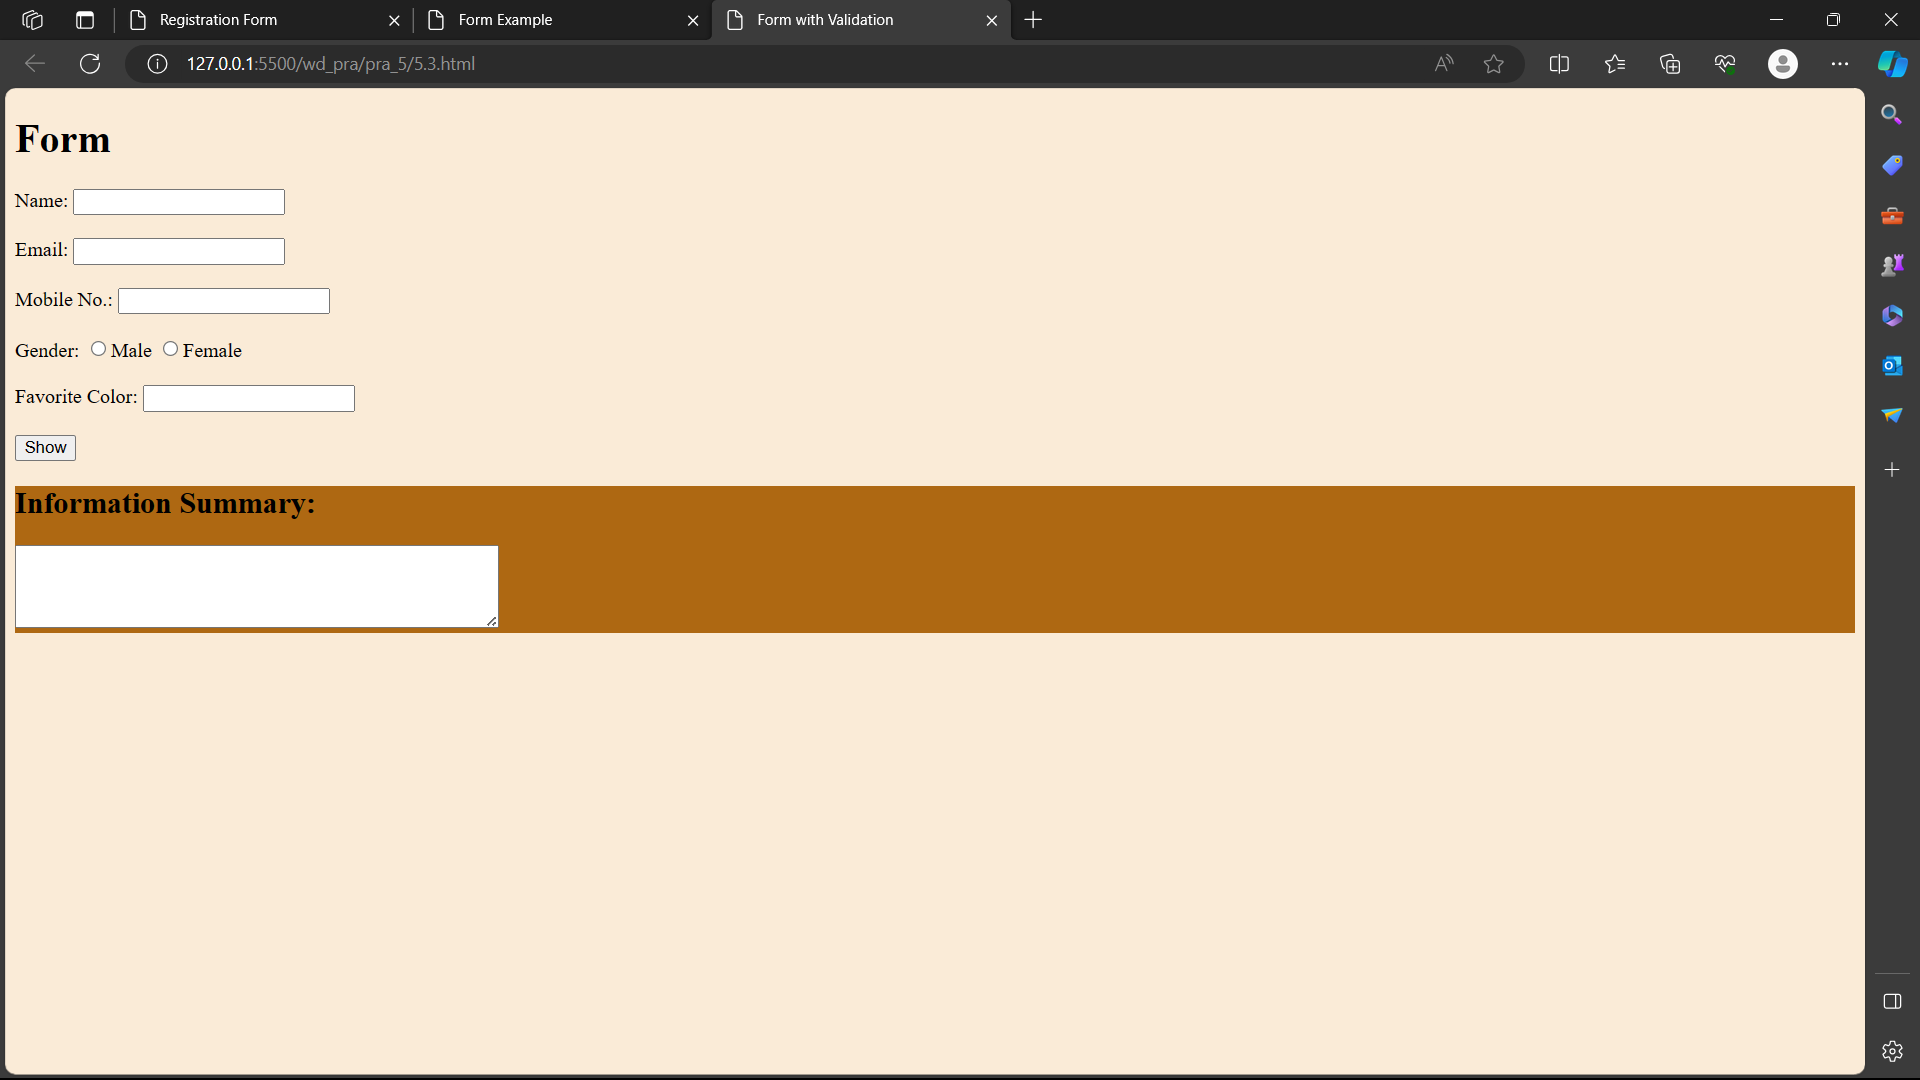 Registration Form
Form Example
Form with Validation
127.0.0.1:5500/wd_pra/pra_5/5.3.html
Form
Name:
Email:
Mobile No.:
Gender: Male Female
Favorite Color:
Show
Information Summary: